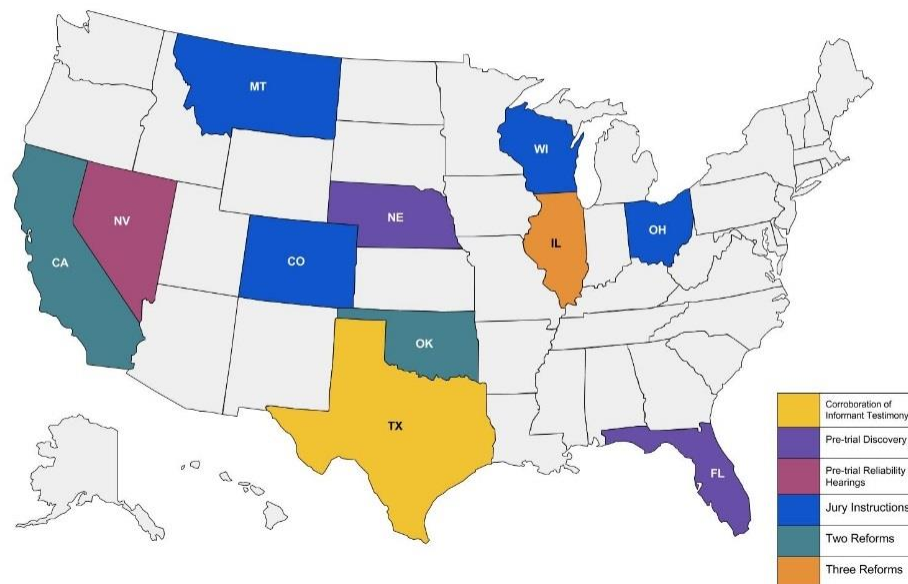 MT
WI
NE
OH
NV
IL
CO
CA
OK
TX
FL
Corroboration of
Informant Testimony
Pre-trial Discovery
Pre-trial Reliability
Hearings
Jury Instructions
Two Reforms
Three Reforms